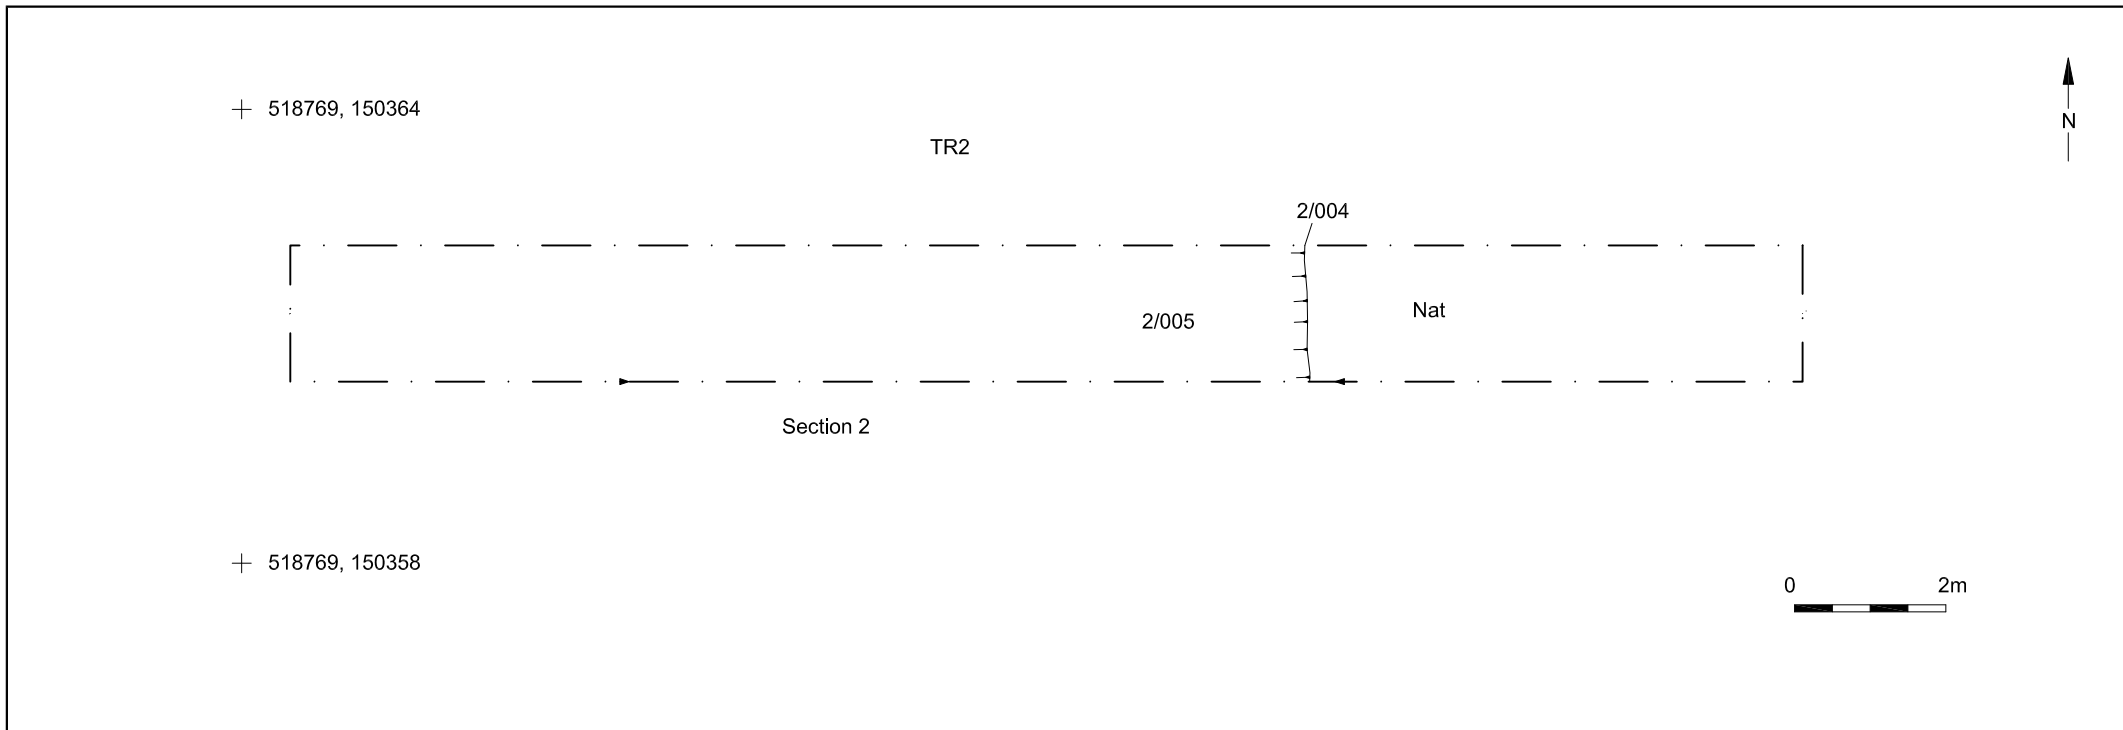 518769, 150364
N
TR2
2/004
Nat
2/005
Section 2
518769, 150358
0 2m